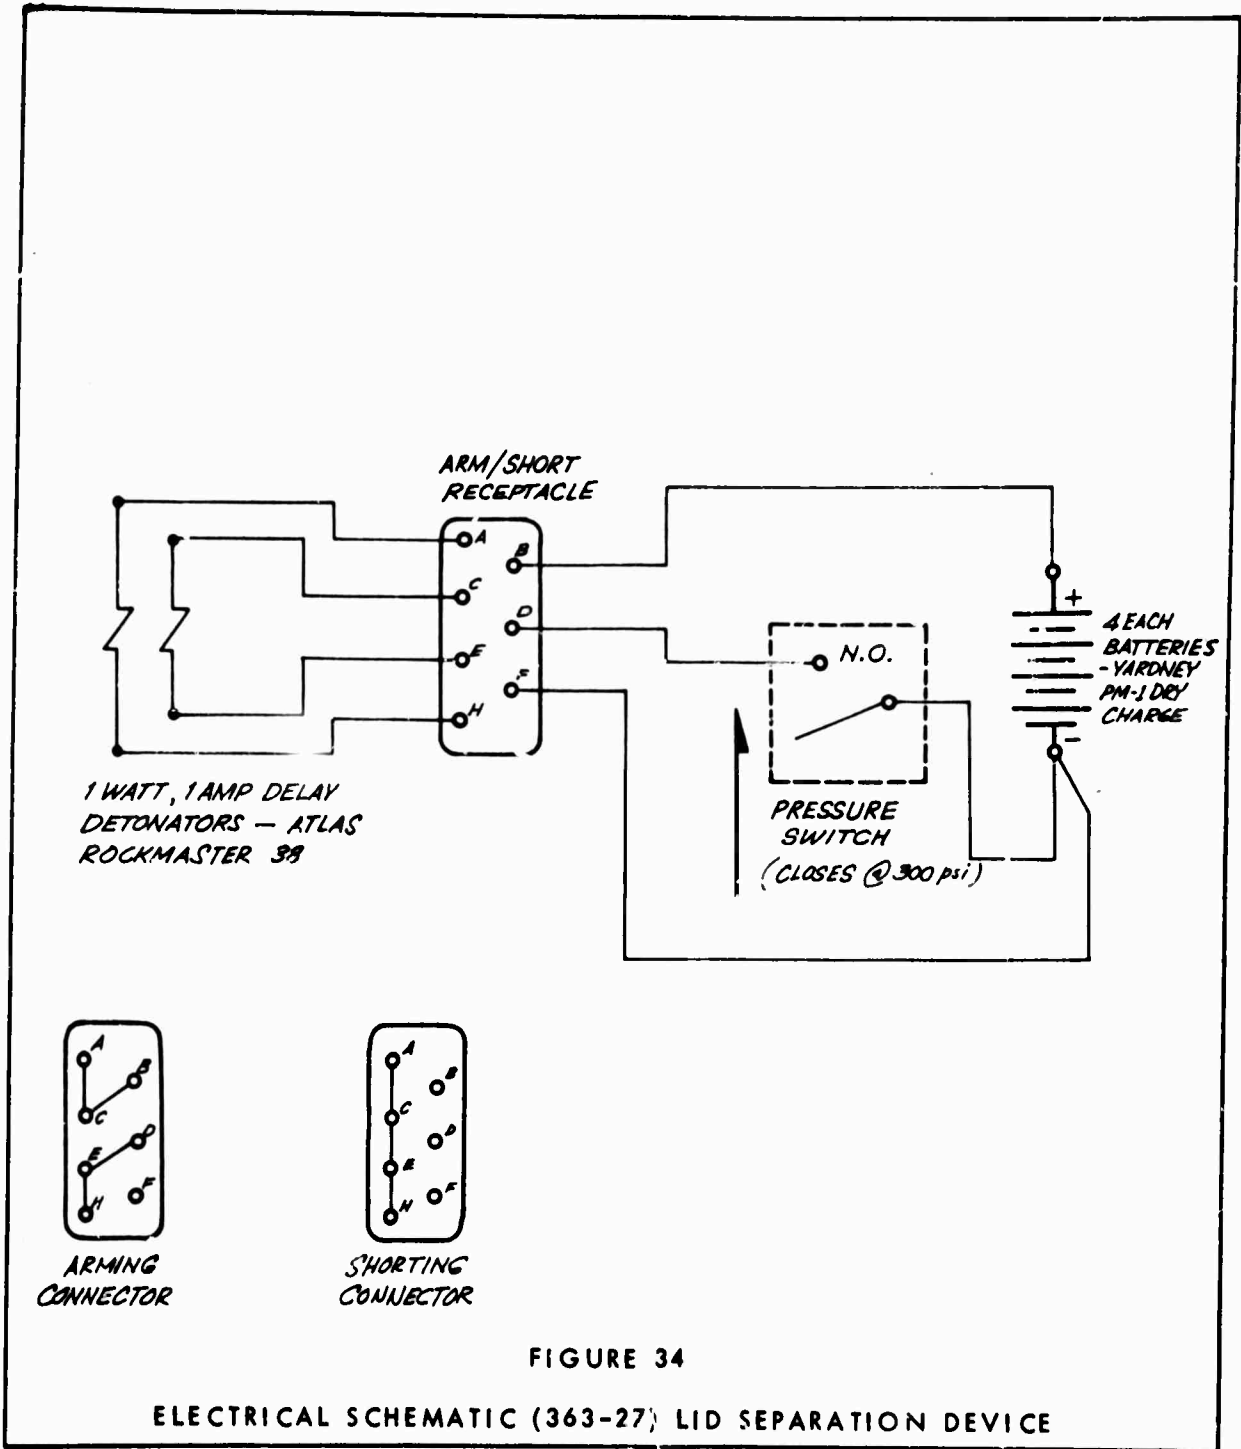 ARM/SHORT
RECEPTACLE
A
B
C
D
E
F
H
N.O.
+
-
4 EACH
BATTERIES
- YARDNEY
PM-1 DRY
CHARGE
1 WATT, 1 AMP DELAY
DETONATORS — ATLAS
ROCKMASTER 38
PRESSURE
SWITCH
(CLOSES @ 300 psi)
A
B
C
D
E
F
H
ARMING
CONNECTOR
A
B
C
D
E
F
H
SHORTING
CONNECTOR
FIGURE 34
ELECTRICAL SCHEMATIC (363-27) LID SEPARATION DEVICE